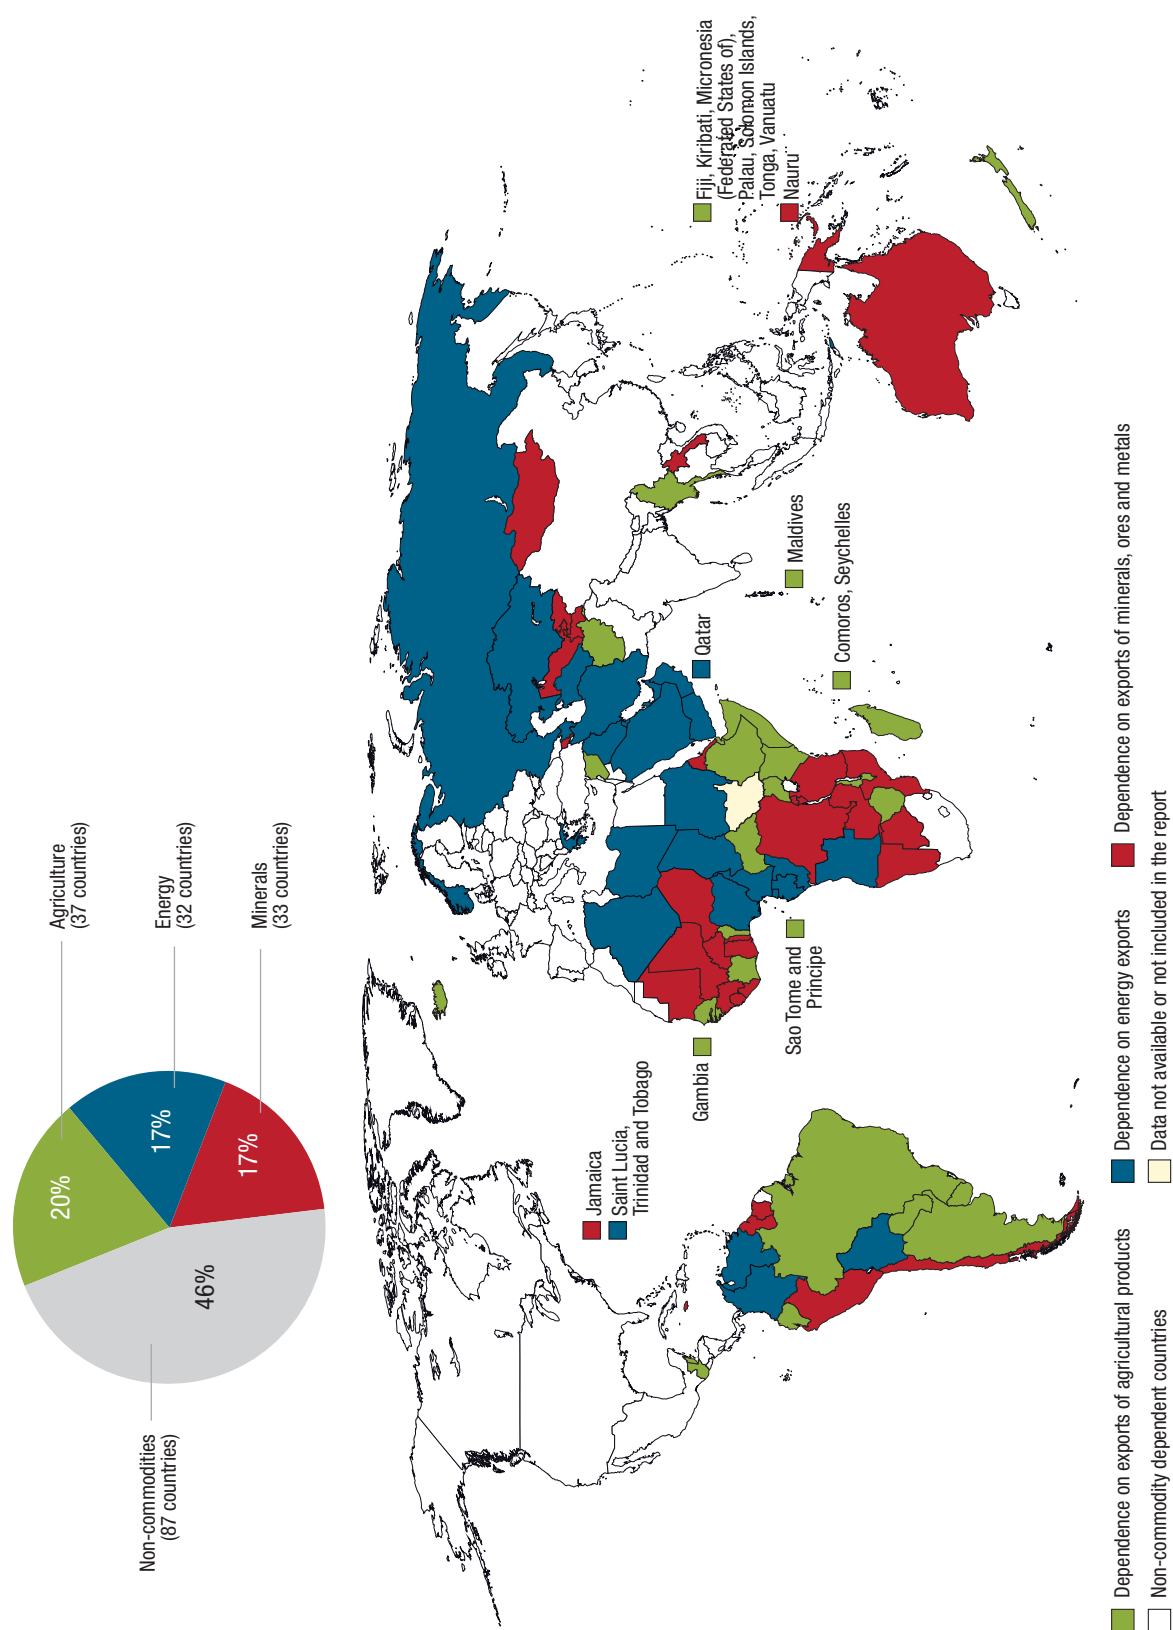 Agriculture
(37 countries)
Energy
(32 countries)
Minerals
(33 countries)
Non-commodities
(87 countries)
20%
17%
17%
46%
Jamaica
Saint Lucia,
Trinidad and Tobago
Gambia
Sao Tome and
Principe
Qatar
Comoros, Seychelles
Maldives
Fiji, Kiribati, Micronesia
(Federated States of),
Palau, Solomon Islands,
Tonga, Vanuatu
Nauru
Dependence on exports of agricultural products
Dependence on energy exports
Dependence on exports of minerals, ores and metals
Non-commodity dependent countries
Data not available or not included in the report